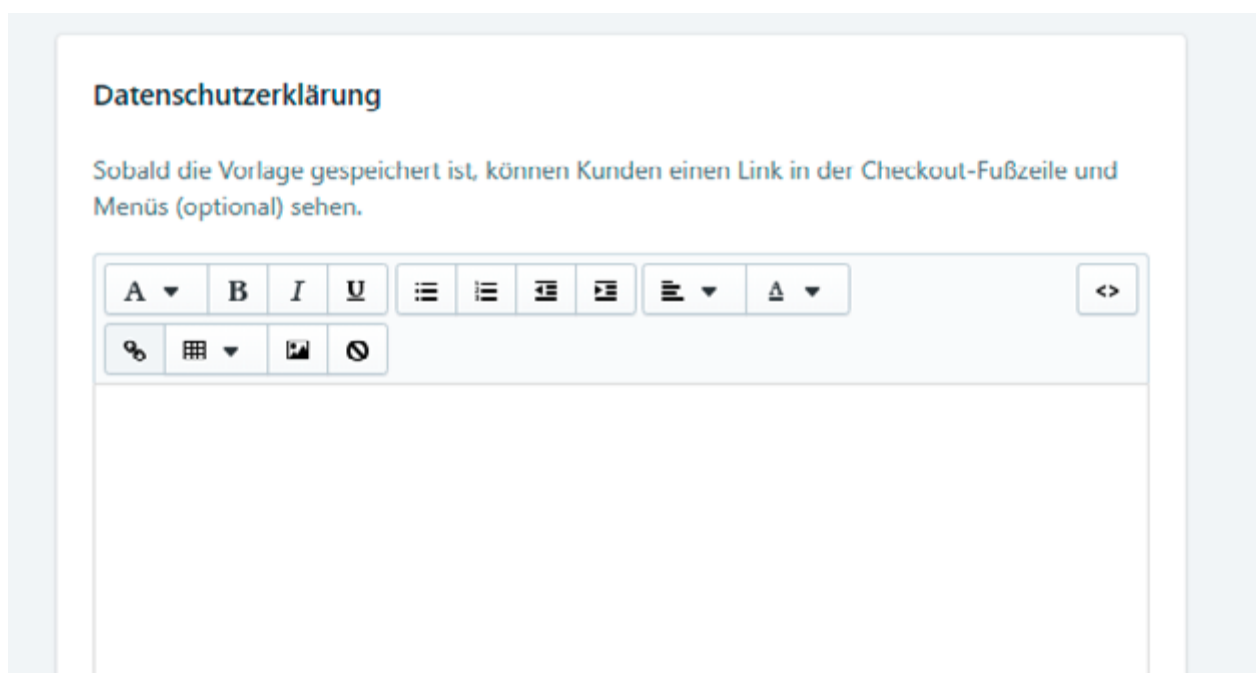 Datenschutzerklärung
Sobald die Vorlage gespeichert ist, können Kunden einen Link in der Checkout-Fußzeile und
Menüs (optional) sehen.
A B I U A <>